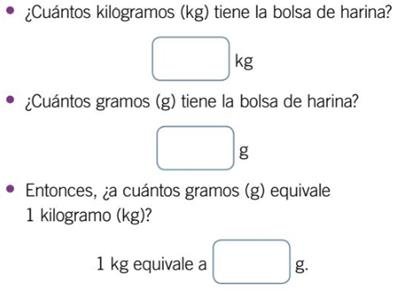 • ¿Cuántos kilogramos (kg) tiene la bolsa de harina?
kg
• ¿Cuántos gramos (g) tiene la bolsa de harina?
g
• Entonces, ¿a cuántos gramos (g) equivale
1 kilogramo (kg)?
1 kg equivale a g.